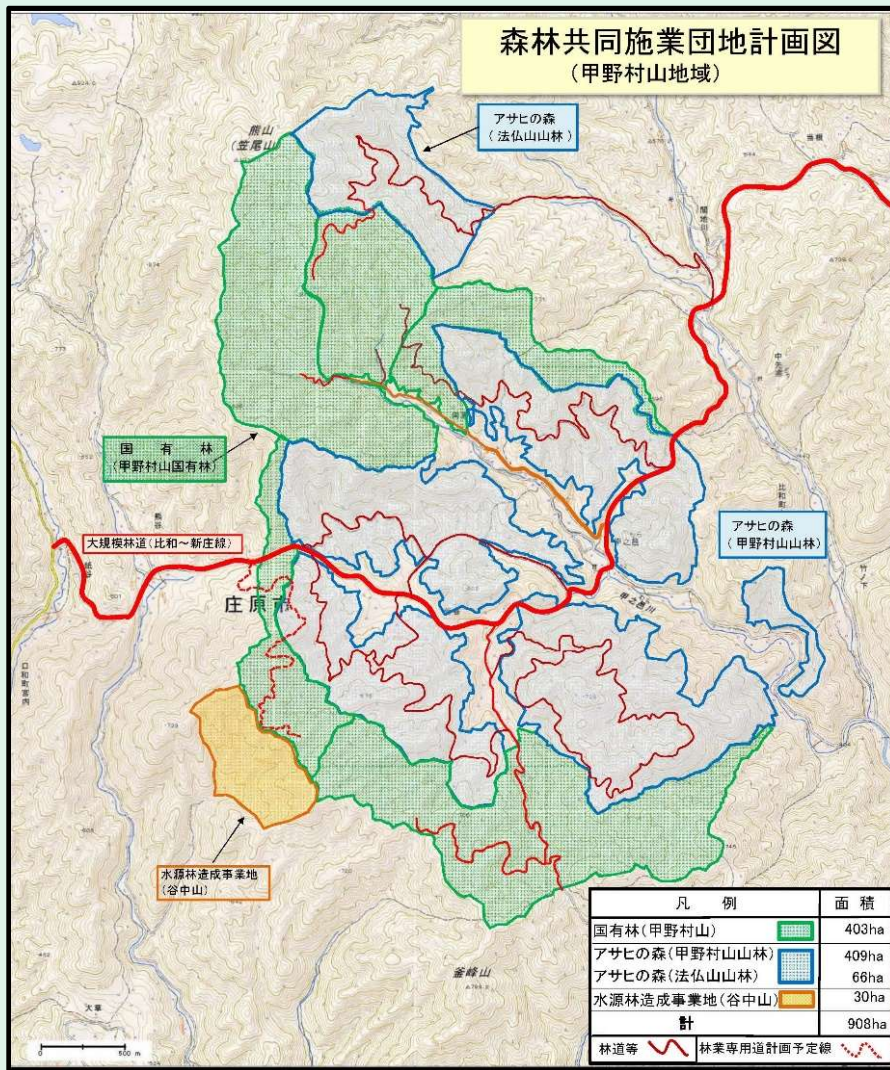 森林共同施業団地計画図
(甲野村山地域)
アサヒの森
(法仏山山林)
熊山
(笠尾山)
国有林
(甲野村山国有林)
大規模林道(比和～新庄線)
アサヒの森
(甲野村山山林)
庄原市
甲之邑川
水源林造成事業地
(谷中山)
釜峰山
凡例 面積
国有林(甲野村山) 403ha
アサヒの森(甲野村山山林) 409ha
アサヒの森(法仏山山林) 66ha
水源林造成事業地(谷中山) 30ha
計 908ha
林道等 林業専用道計画予定線
0 500 m